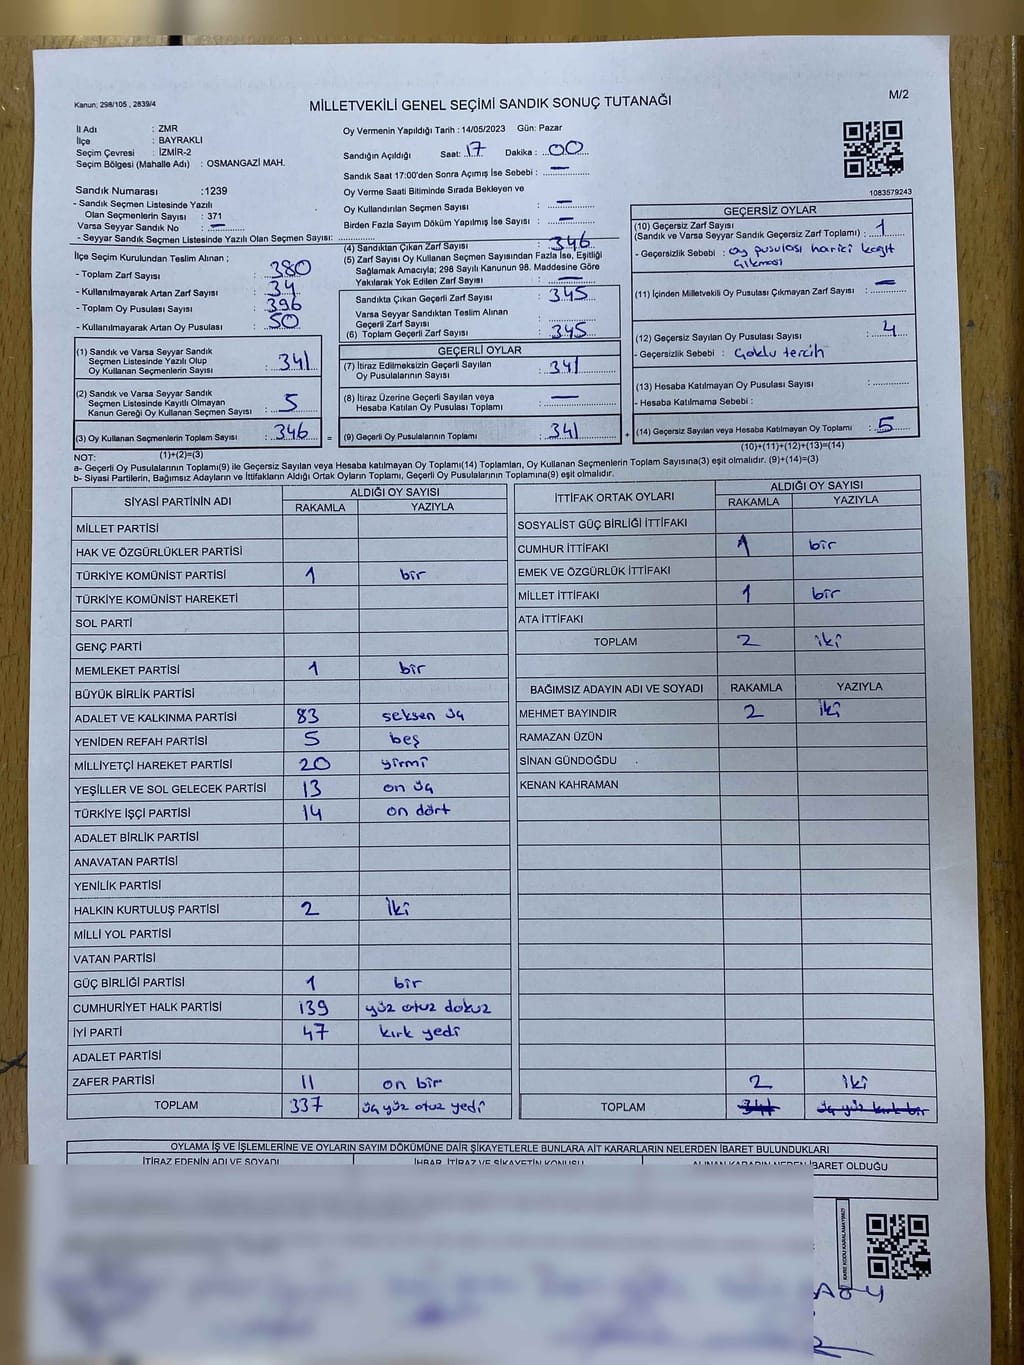 Kanun; 298/105 , 2839/4
MİLLETVEKİLİ GENEL SEÇİMİ SANDIK SONUÇ TUTANAĞI
M/2
İl Adı : ZMR
İlçe : BAYRAKLI
Seçim Çevresi : İZMİR-2
Seçim Bölgesi (Mahalle Adı) : OSMANGAZİ MAH.
Sandık Numarası :1239
- Sandık Seçmen Listesinde Yazılı
Olan Seçmenlerin Sayısı : 371
Varsa Seyyar Sandık No : —
- Seyyar Sandık Seçmen Listesinde Yazılı Olan Seçmen Sayısı:
İlçe Seçim Kurulundan Teslim Alınan ;
- Toplam Zarf Sayısı : 380
- Kullanılmayarak Artan Zarf Sayısı : 34
- Toplam Oy Pusulası Sayısı : 396
- Kullanılmayarak Artan Oy Pusulası : 50
(1) Sandık ve Varsa Seyyar Sandık
Seçmen Listesinde Yazılı Olup
Oy Kullanan Seçmenlerin Sayısı : 341
(2) Sandık ve Varsa Seyyar Sandık
Seçmen Listesinde Kayıtlı Olmayan
Kanun Gereği Oy Kullanan Seçmen Sayısı : 5
(3) Oy Kullanan Seçmenlerin Toplam Sayısı : 346 =
Oy Vermenin Yapıldığı Tarih : 14/05/2023 Gün: Pazar
Sandığın Açıldığı Saat: 17 Dakika : 00
Sandık Saat 17:00'den Sonra Açımış İse Sebebi : —
Oy Verme Saati Bitiminde Sırada Bekleyen ve
Oy Kullandırılan Seçmen Sayısı : —
Birden Fazla Sayım Döküm Yapılmış İse Sayısı : —
(4) Sandıktan Çıkan Zarf Sayısı : 346
(5) Zarf Sayısı Oy Kullanan Seçmen Sayısından Fazla İse, Eşitliği
Sağlamak Amacıyla; 298 Sayılı Kanunun 98. Maddesine Göre
Yakılarak Yok Edilen Zarf Sayısı : —
Sandıkta Çıkan Geçerli Zarf Sayısı : 345
Varsa Seyyar Sandıktan Teslim Alınan
Geçerli Zarf Sayısı :
(6) Toplam Geçerli Zarf Sayısı : 345
GEÇERLİ OYLAR
(7) İtiraz Edilmeksizin Geçerli Sayılan
Oy Pusulalarının Sayısı : 341
(8) İtiraz Üzerine Geçerli Sayılan veya
Hesaba Katılan Oy Pusulası Toplamı : —
(9) Geçerli Oy Pusulalarının Toplamı : 341 +
1083579243
GEÇERSİZ OYLAR
(10) Geçersiz Zarf Sayısı
(Sandık ve Varsa Seyyar Sandık Geçersiz Zarf Toplamı) : 1
- Geçersizlik Sebebi : oy pusulası harici kağıt
çıkması
(11) İçinden Milletvekili Oy Pusulası Çıkmayan Zarf Sayısı : —
(12) Geçersiz Sayılan Oy Pusulası Sayısı : 4
- Geçersizlik Sebebi : Çoklu tercih
(13) Hesaba Katılmayan Oy Pusulası Sayısı :
- Hesaba Katılmama Sebebi :
(14) Geçersiz Sayılan veya Hesaba Katılmayan Oy Toplamı : 5
(10)+(11)+(12)+(13)=(14)
NOT: (1)+(2)=(3)
a- Geçerli Oy Pusulalarının Toplamı(9) ile Geçersiz Sayılan veya Hesaba katılmayan Oy Toplamı(14) Toplamları, Oy Kullanan Seçmenlerin Toplam Sayısına(3) eşit olmalıdır. (9)+(14)=(3)
b- Siyasi Partilerin, Bağımsız Adayların ve İttifakların Aldığı Ortak Oyların Toplamı, Geçerli Oy Pusulalarının Toplamına(9) eşit olmalıdır.
SİYASİ PARTİNİN ADI ALDIĞI OY SAYISI
RAKAMLA YAZIYLA
MİLLET PARTİSİ
HAK VE ÖZGÜRLÜKLER PARTİSİ
TÜRKİYE KOMÜNİST PARTİSİ 1 bir
TÜRKİYE KOMÜNİST HAREKETİ
SOL PARTİ
GENÇ PARTİ
MEMLEKET PARTİSİ 1 bir
BÜYÜK BİRLİK PARTİSİ
ADALET VE KALKINMA PARTİSİ 83 seksen üç
YENİDEN REFAH PARTİSİ 5 beş
MİLLİYETÇİ HAREKET PARTİSİ 20 yirmi
YEŞİLLER VE SOL GELECEK PARTİSİ 13 on üç
TÜRKİYE İŞÇİ PARTİSİ 14 on dört
ADALET BİRLİK PARTİSİ
ANAVATAN PARTİSİ
YENİLİK PARTİSİ
HALKIN KURTULUŞ PARTİSİ 2 iki
MİLLİ YOL PARTİSİ
VATAN PARTİSİ
GÜÇ BİRLİĞİ PARTİSİ 1 bir
CUMHURİYET HALK PARTİSİ 139 yüz otuz dokuz
İYİ PARTİ 47 kırk yedi
ADALET PARTİSİ
ZAFER PARTİSİ 11 on bir
TOPLAM 337 üç yüz otuz yedi
İTTİFAK ORTAK OYLARI ALDIĞI OY SAYISI
RAKAMLA YAZIYLA
SOSYALİST GÜÇ BİRLİĞİ İTTİFAKI
CUMHUR İTTİFAKI 1 bir
EMEK VE ÖZGÜRLÜK İTTİFAKI
MİLLET İTTİFAKI 1 bir
ATA İTTİFAKI
TOPLAM 2 iki
BAĞIMSIZ ADAYIN ADI VE SOYADI RAKAMLA YAZIYLA
MEHMET BAYINDIR 2 iki
RAMAZAN ÜZÜN
SİNAN GÜNDOĞDU
KENAN KAHRAMAN
2 iki
TOPLAM 341 üç yüz kırk bir
OYLAMA İŞ VE İŞLEMLERİNE VE OYLARIN SAYIM DÖKÜMÜNE DAİR ŞİKAYETLERLE BUNLARA AİT KARARLARIN NELERDEN İBARET BULUNDUKLARI
İTİRAZ EDENİN ADI VE SOYADI İHBAR, İTİRAZ VE ŞİKAYETİN KONUSU ALINAN KARARIN NEDEN İBARET OLDUĞU
KARE KODU KARALAMAYINIZ!